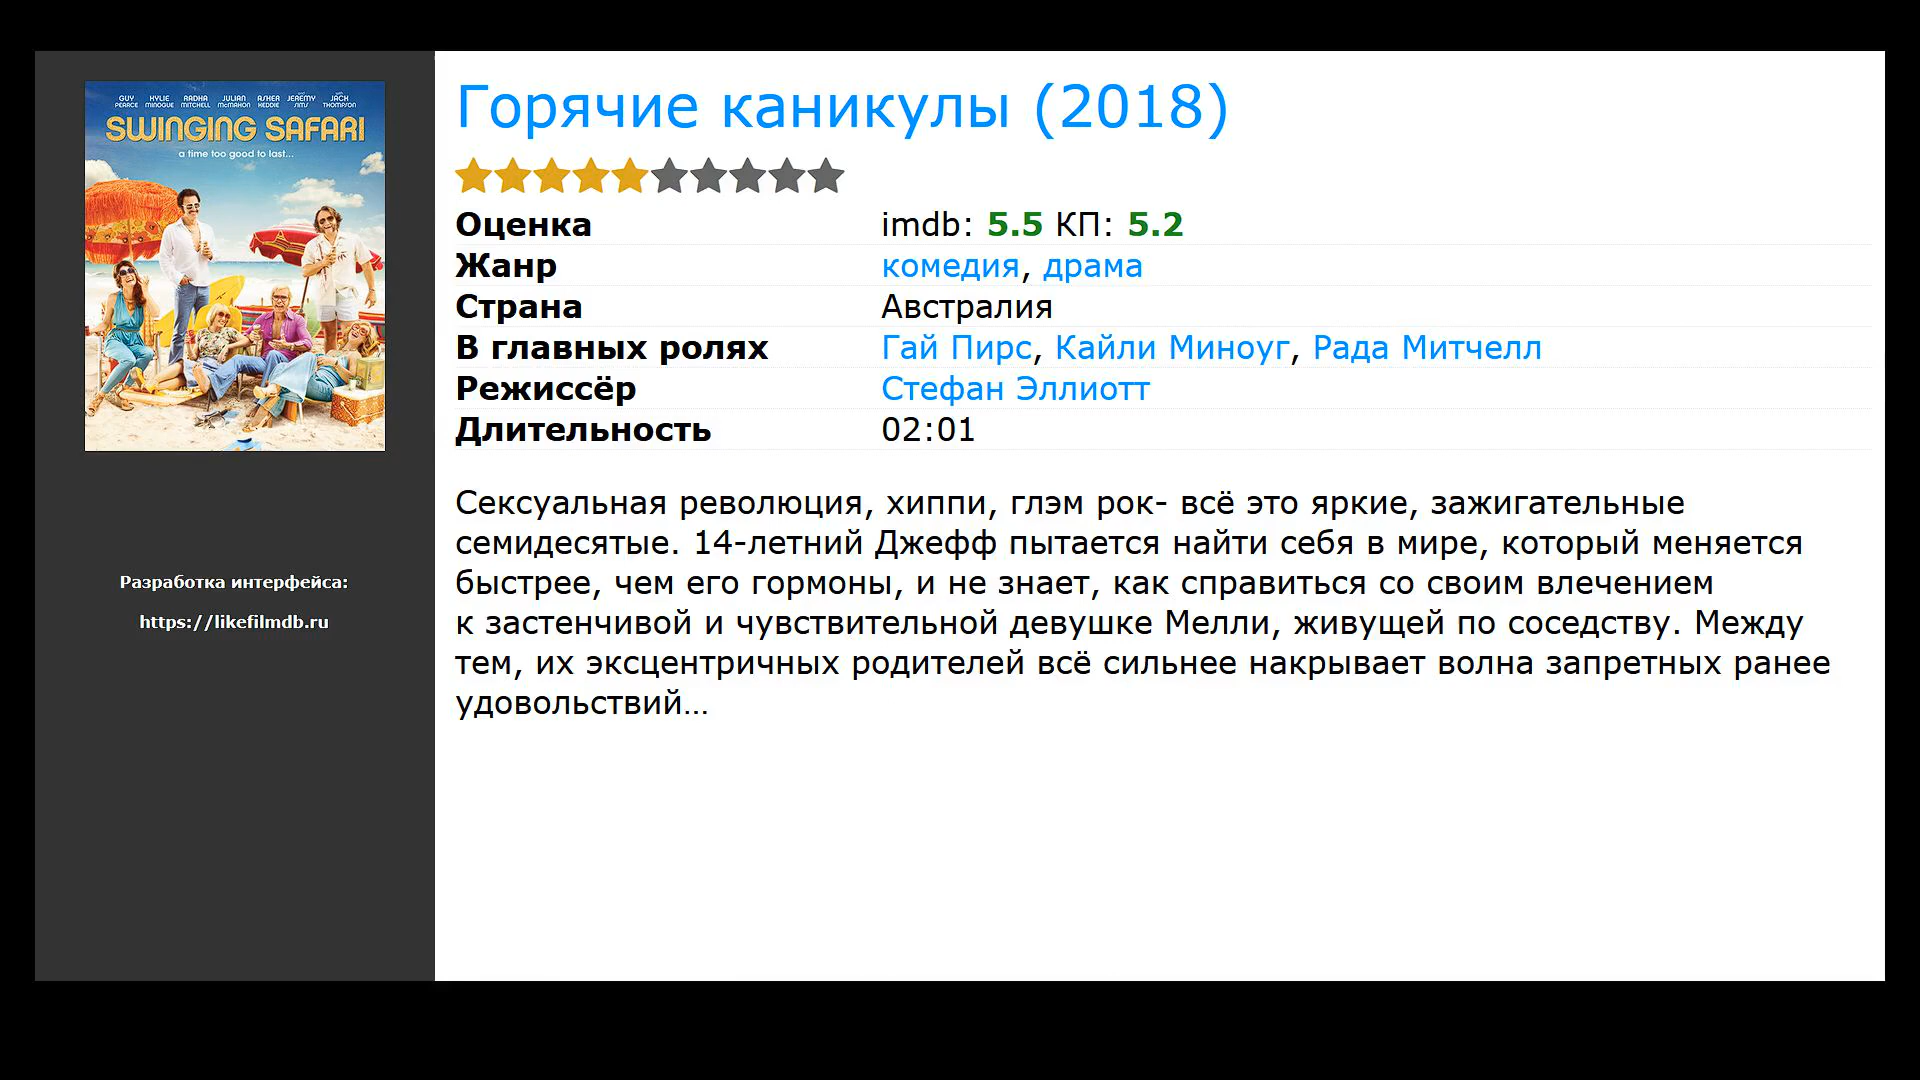 GUY PEARCE KYLIE MINOGUE RADHA MITCHELL JULIAN McMAHON ASHER KEDDIE JEREMY SIMS JACK THOMPSON
SWINGING SAFARI
a time too good to last...
Разработка интерфейса:
https://likefilmdb.ru
Горячие каникулы (2018)
Оценка imdb: 5.5 КП: 5.2
Жанр комедия, драма
Страна Австралия
В главных ролях Гай Пирс, Кайли Миноуг, Рада Митчелл
Режиссёр Стефан Эллиотт
Длительность 02:01
Сексуальная революция, хиппи, глэм рок- всё это яркие, зажигательные
семидесятые. 14-летний Джефф пытается найти себя в мире, который меняется
быстрее, чем его гормоны, и не знает, как справиться со своим влечением
к застенчивой и чувствительной девушке Мелли, живущей по соседству. Между
тем, их эксцентричных родителей всё сильнее накрывает волна запретных ранее
удовольствий…